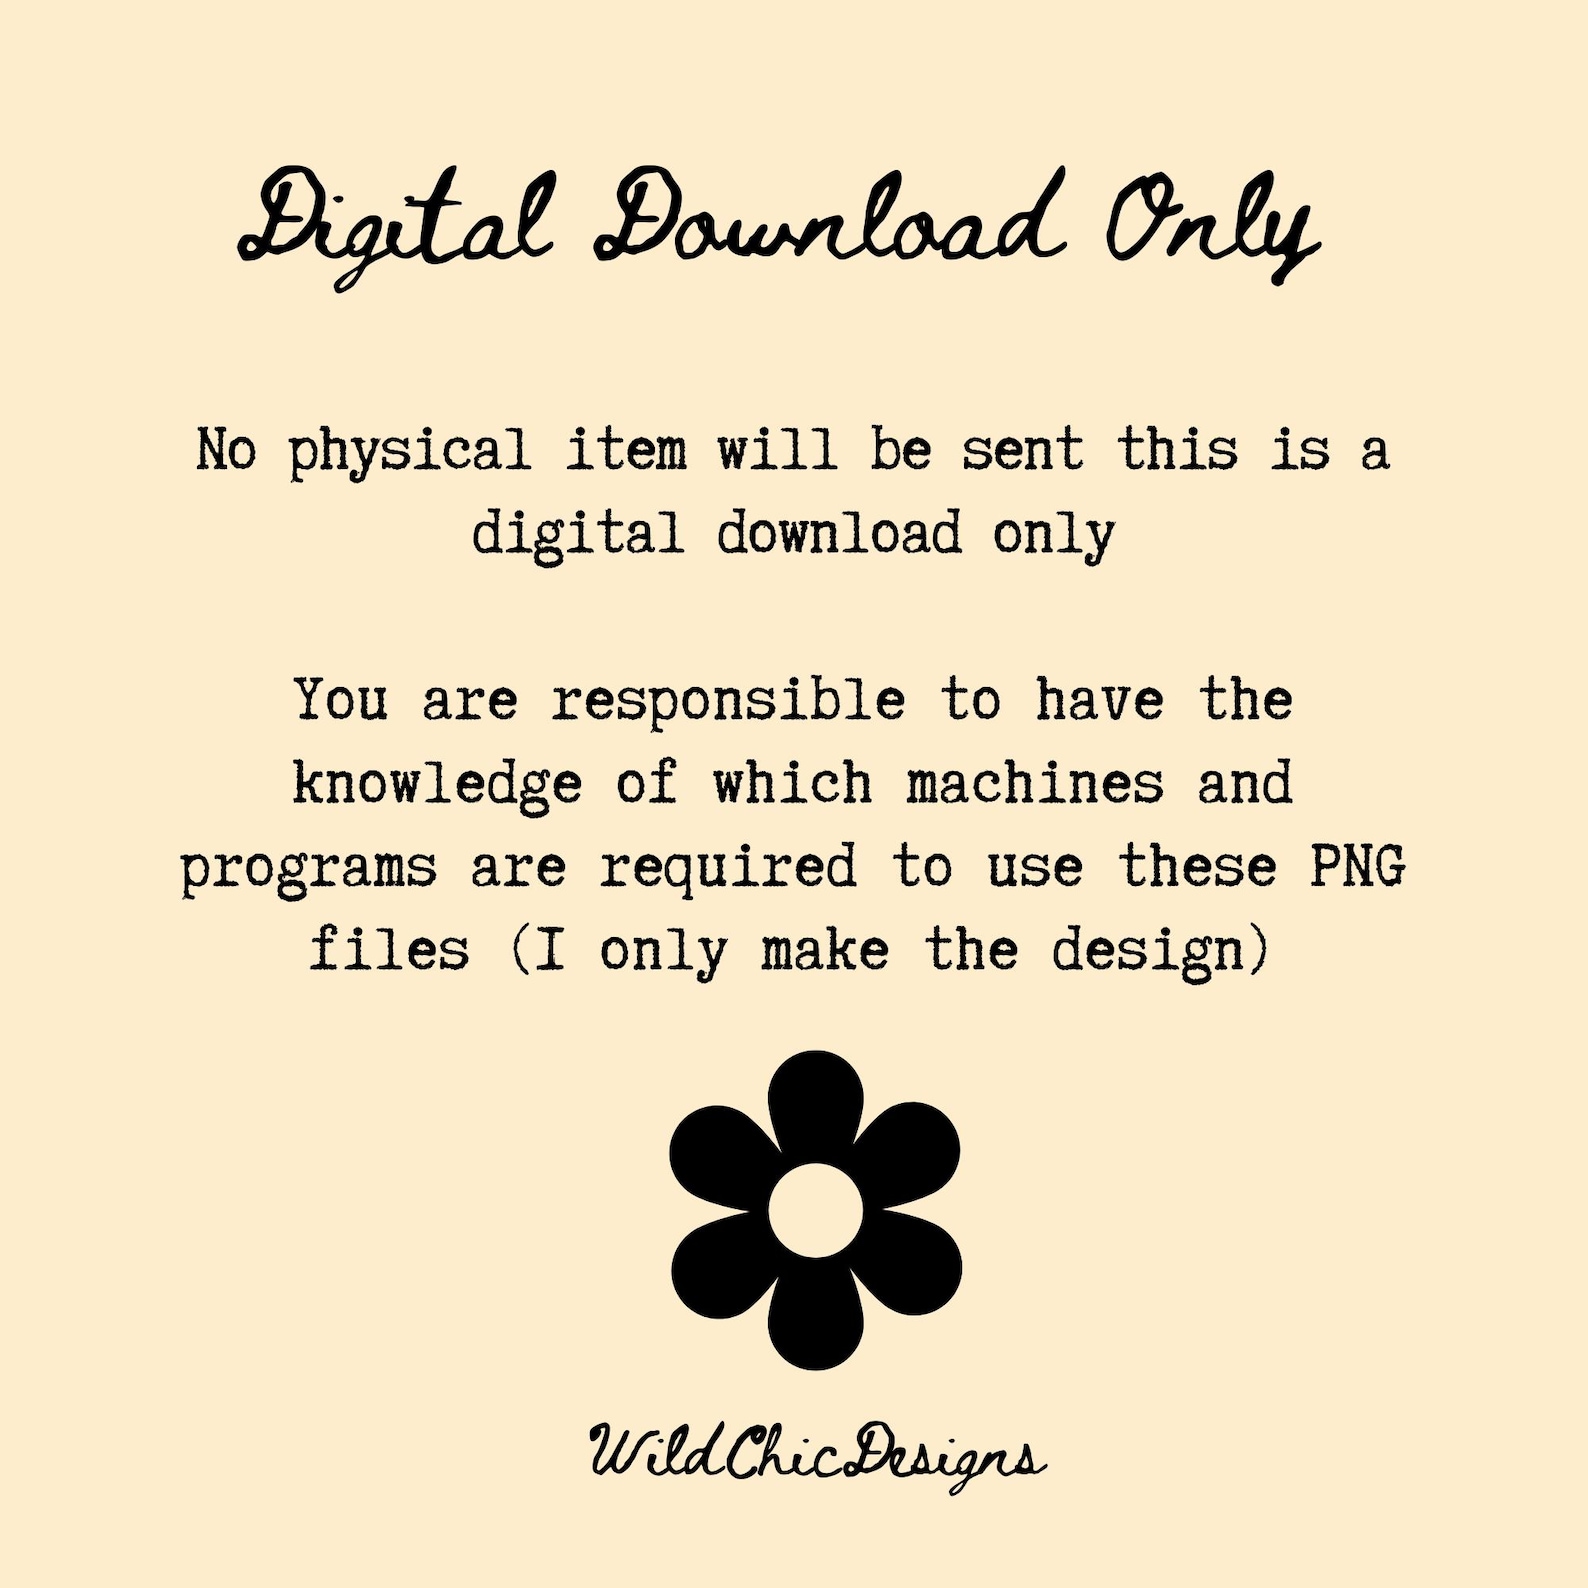 Digital Download Only
No physical item will be sent this is a
digital download only
You are responsible to have the
knowledge of which machines and
programs are required to use these PNG
files (I only make the design)
WildChicDesigns